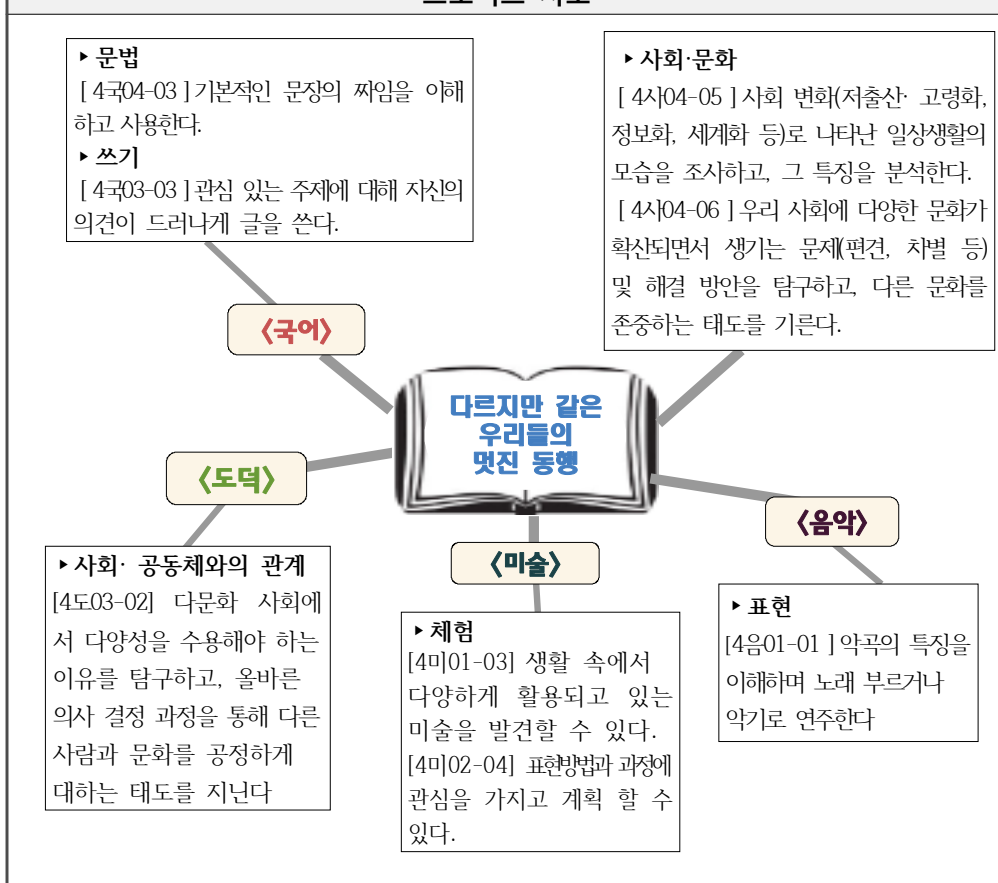 ▸문법
[ 4국04-03 ]기본적인 문장의 짜임을 이해
하고 사용한다.
▸쓰기
[ 4국03-03 ]관심 있는 주제에 대해 자신의
의견이 드러나게 글을 쓴다.
▸사회·문화
[ 4사04-05 ]사회 변화(저출산· 고령화,
정보화, 세계화 등)로 나타난 일상생활의
모습을 조사하고, 그 특징을 분석한다.
[ 4사04-06 ]우리 사회에 다양한 문화가
확산되면서 생기는 문제(편견, 차별 등)
및 해결 방안을 탐구하고, 다른 문화를
존중하는 태도를 기른다.
〈국어〉
다르지만 같은
우리들의
멋진 동행
〈도덕〉
〈음악〉
〈미술〉
▸사회· 공동체와의 관계
[4도03-02] 다문화 사회에
서 다양성을 수용해야 하는
이유를 탐구하고, 올바른
의사 결정 과정을 통해 다른
사람과 문화를 공정하게
대하는 태도를 지닌다
▸체험
[4미01-03] 생활 속에서
다양하게 활용되고 있는
미술을 발견할 수 있다.
[4미02-04] 표현방법과 과정에
관심을 가지고 계획 할 수
있다.
▸표현
[4음01-01 ]악곡의 특징을
이해하며 노래 부르거나
악기로 연주한다